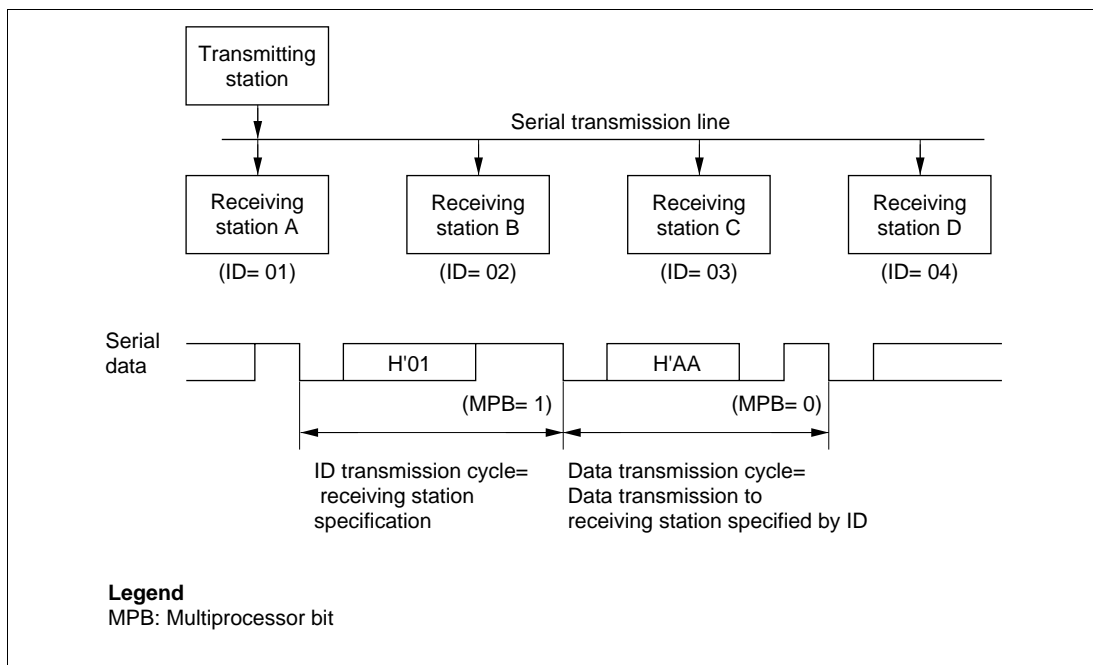 Transmitting
station
Serial transmission line
Receiving
station A
Receiving
station B
Receiving
station C
Receiving
station D
(ID= 01)
(ID= 02)
(ID= 03)
(ID= 04)
Serial
data
H'01
H'AA
(MPB= 1)
(MPB= 0)
ID transmission cycle=
receiving station
specification
Data transmission cycle=
Data transmission to
receiving station specified by ID
Legend
MPB: Multiprocessor bit